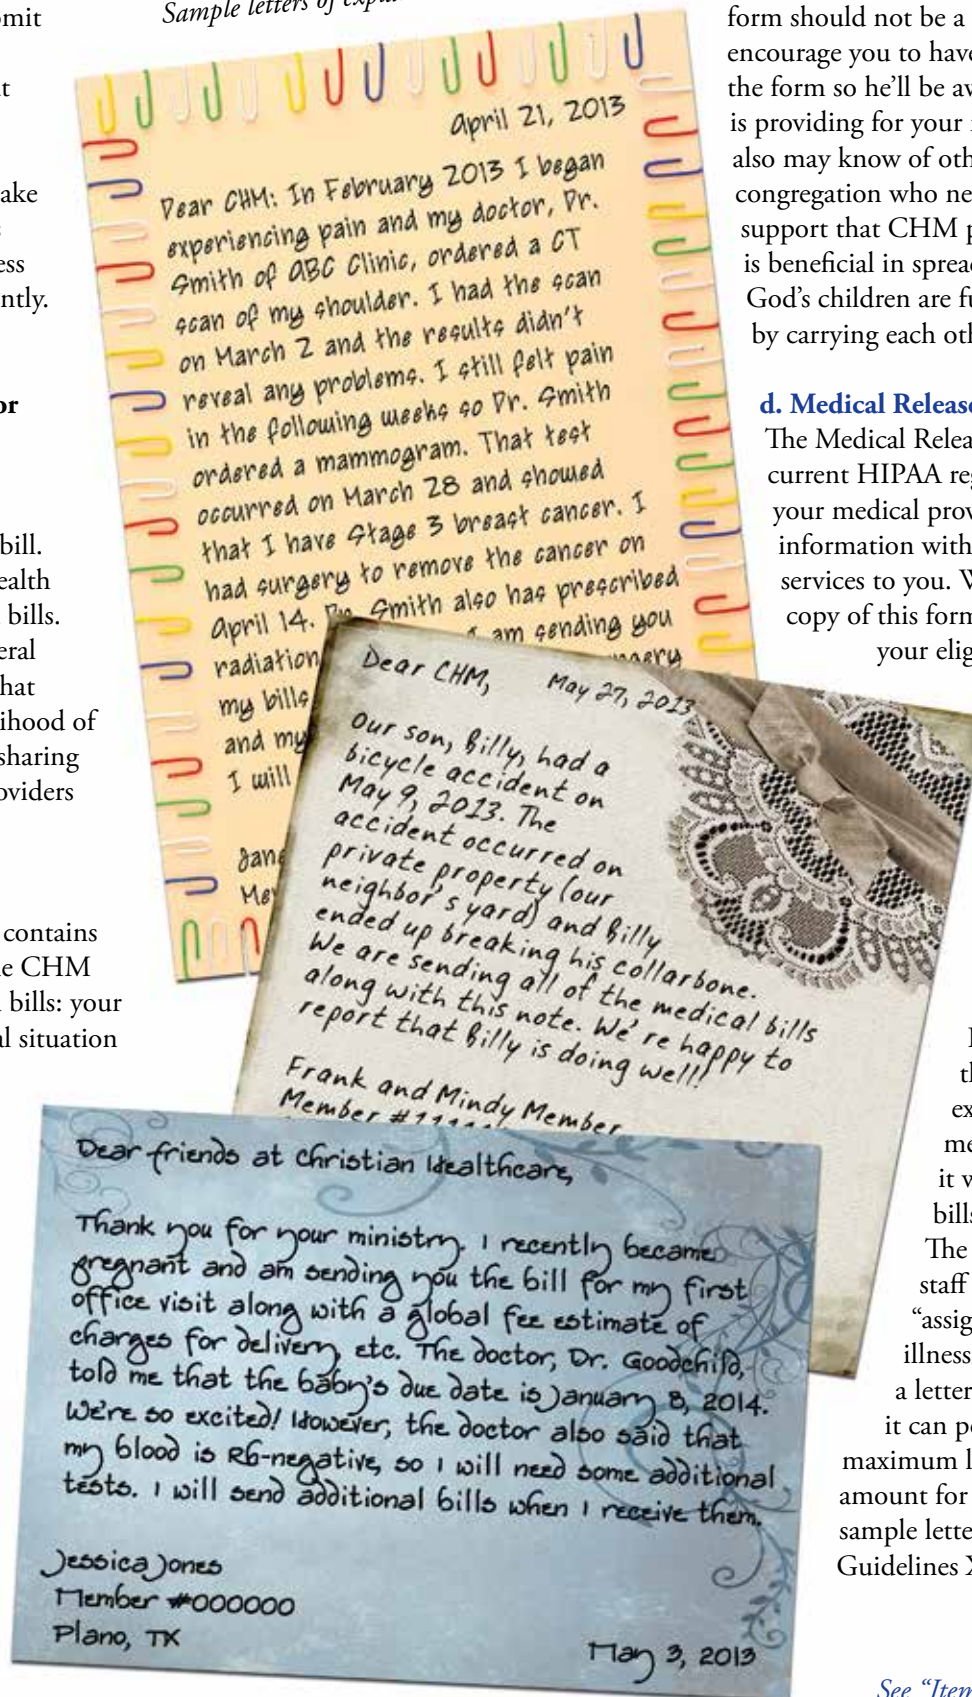 omit
ake
ess
ntly.
or
bill.
ealth
bills.
eral
hat
lihood of
sharing
oviders
contains
e CHM
bills: your
al situation
Sample letters of
April 21, 2013
Dear CHM: In February 2013 I began
experiencing pain and my doctor, Dr.
Smith of ABC Clinic, ordered a CT
scan of my shoulder. I had the scan
on March 2 and the results didn't
reveal any problems. I still felt pain
in the following weeks so Dr. Smith
ordered a mammogram. That test
occurred on March 28 and showed
that I have Stage 3 breast cancer. I
had surgery to remove the cancer on
April 14. Dr. Smith also has prescribed
radiation I am sending you
my bills
and my
I will
Jane
Me
Dear CHM,
May 27, 2013
Our son, Billy, had a
bicycle accident on
May 9, 2013. The
accident occurred on
private property (our
neighbor's yard) and Billy
ended up breaking his collarbone.
We are sending all of the medical bills
along with this note. We're happy to
report that Billy is doing well!
Frank and Mindy Member
Member #
Dear friends at Christian Healthcare,
Thank you for your ministry. I recently became
pregnant and am sending you the bill for my first
office visit along with a global fee estimate of
charges for delivery, etc. The doctor, Dr. Goodchild,
told me that the baby's due date is January 8, 2014.
We're so excited! However, the doctor also said that
my blood is Rh-negative, so I will need some additional
tests. I will send additional bills when I receive them.
Jessica Jones
Member #000000
Plano, TX
May 3, 2013
form should not be a
encourage you to have
the form so he'll be av
is providing for your
also may know of oth
congregation who ne
support that CHM p
is beneficial in sprea
God's children are fu
by carrying each oth
d. Medical Release
The Medical Relea
current HIPAA reg
your medical prov
information with
services to you. W
copy of this form
your elig
th
ex
me
it w
bills
The
staff
"assig
illness
a letter
it can po
maximum l
amount for
sample lette
Guidelines X
See "Item